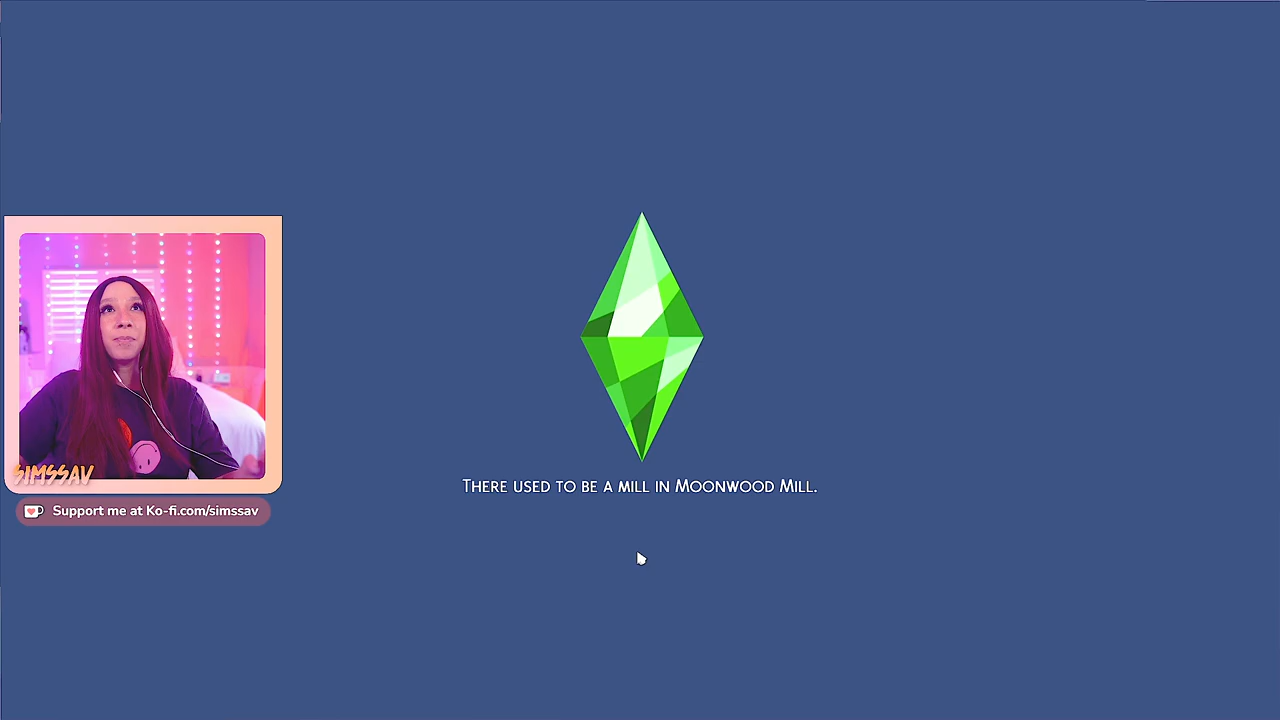 There used to be a mill in Moonwood Mill.
SIMSSAV
Support me at Ko-fi.com/simssav